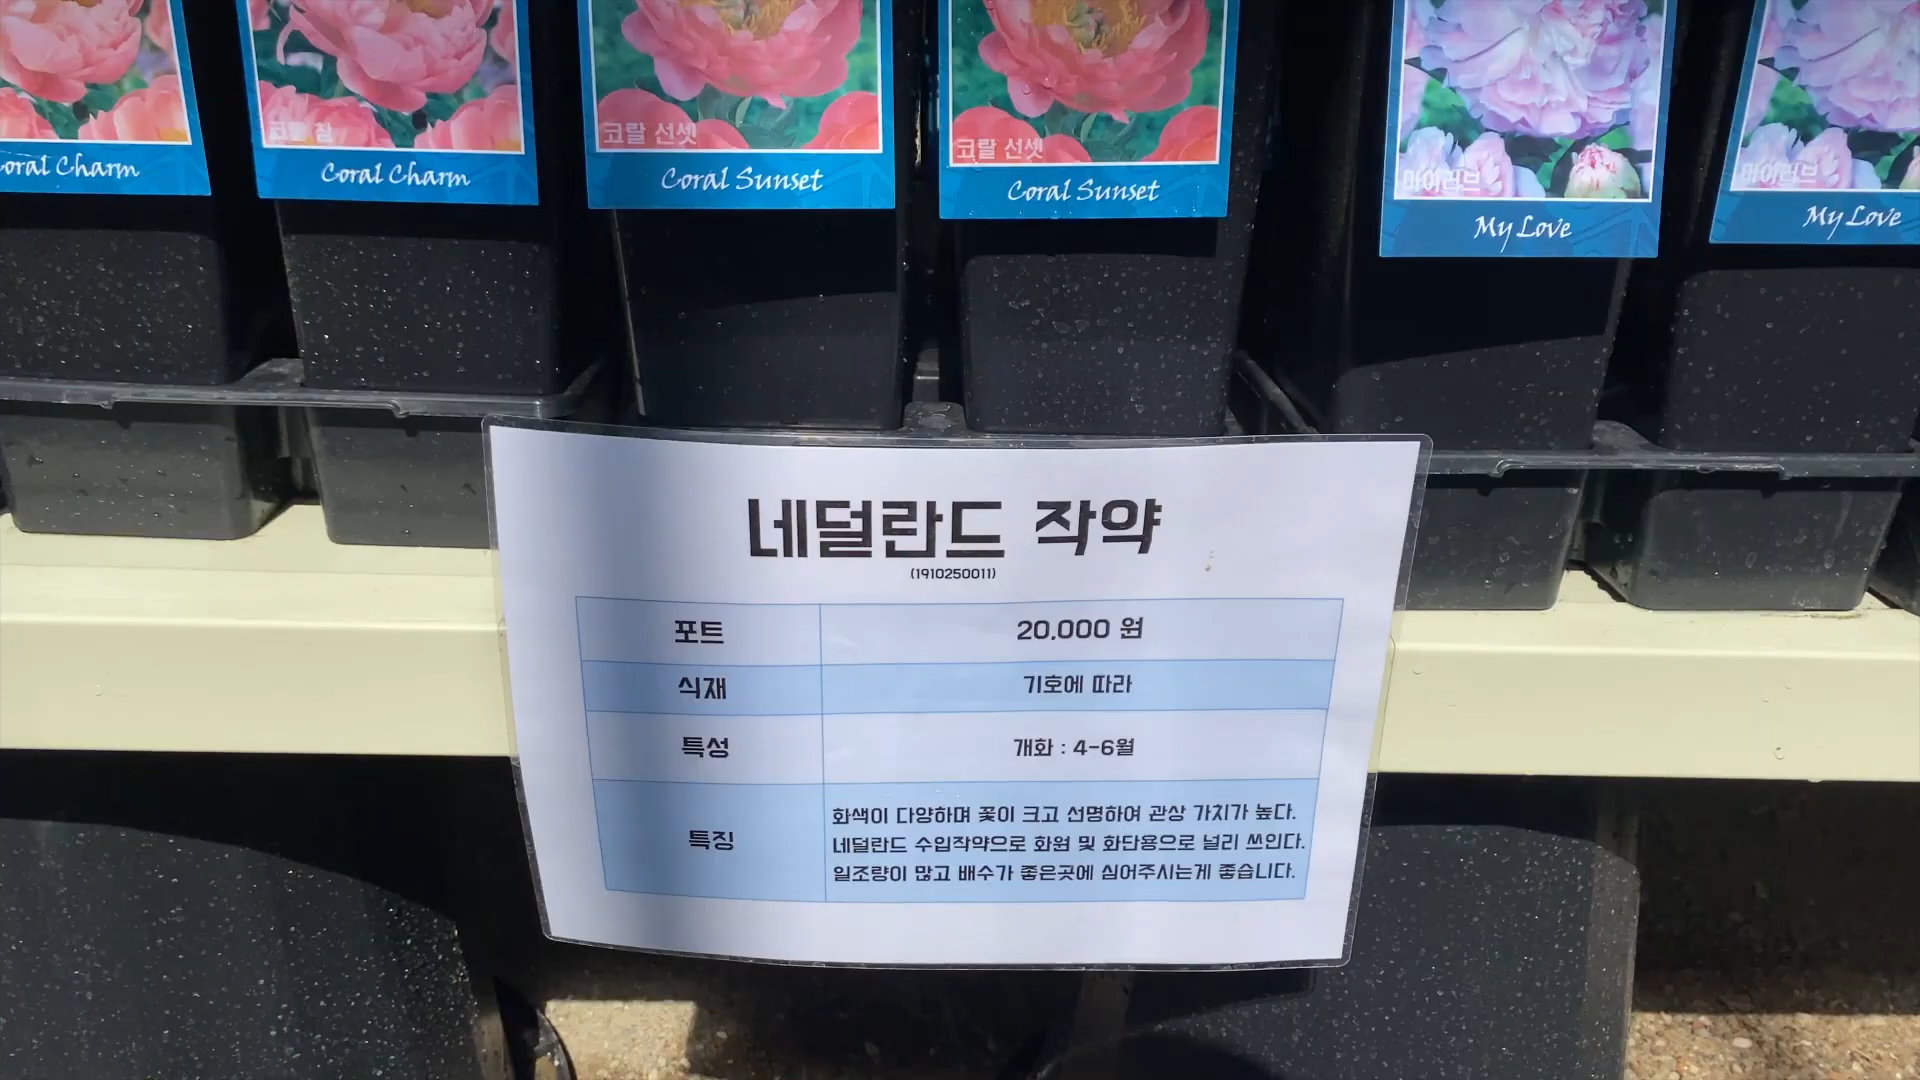 코랄 참
코랄 선셋
코랄 선셋
마이러브
마이러브
Coral Charm
Coral Sunset
Coral Sunset
My Love
My Love
네덜란드 작약
(1910250011)
포트 20,000 원
식재 기호에 따라
특성 개화 : 4-6월
특징
화색이 다양하며 꽃이 크고 선명하여 관상 가치가 높다.
네덜란드 수입작약으로 화원 및 화단용으로 널리 쓰인다.
일조량이 많고 배수가 좋은곳에 심어주시는게 좋습니다.